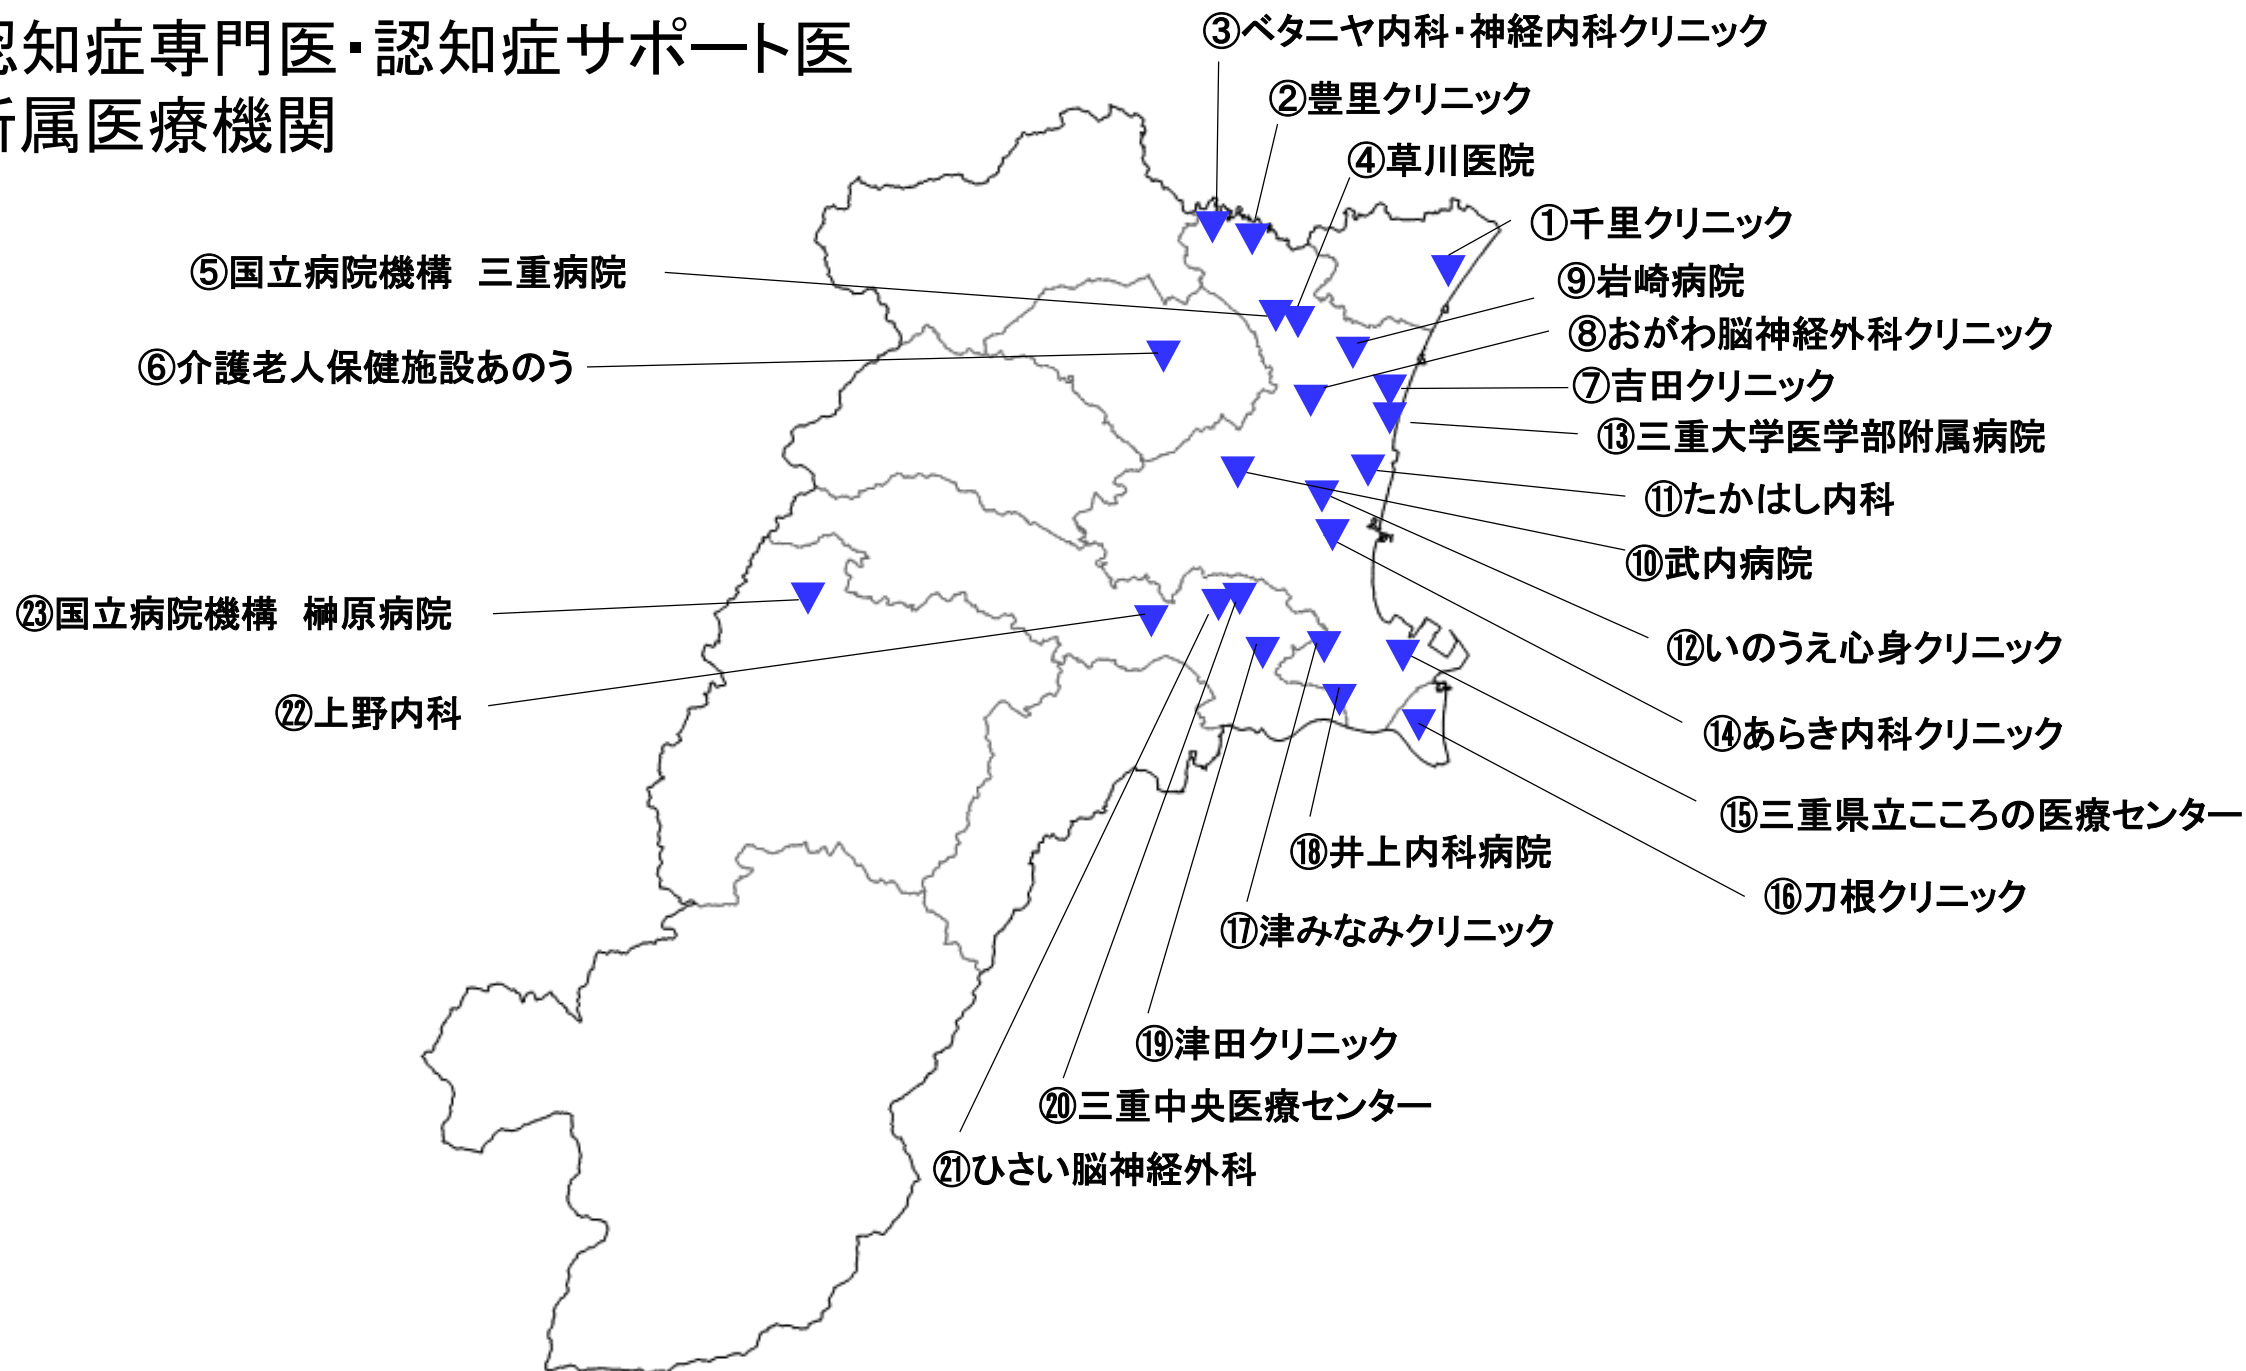 認知症専門医・認知症サポート医
所属医療機関
③ベタニヤ内科・神経内科クリニック
②豊里クリニック
④草川医院
①千里クリニック
⑤国立病院機構　三重病院
⑨岩崎病院
⑧おがわ脳神経外科クリニック
⑥介護老人保健施設あのう
⑦吉田クリニック
⑬三重大学医学部附属病院
⑪たかはし内科
⑩武内病院
㉓国立病院機構　榊原病院
⑫いのうえ心身クリニック
㉒上野内科
⑭あらき内科クリニック
⑮三重県立こころの医療センター
⑱井上内科病院
⑯刀根クリニック
⑰津みなみクリニック
⑲津田クリニック
⑳三重中央医療センター
㉑ひさい脳神経外科